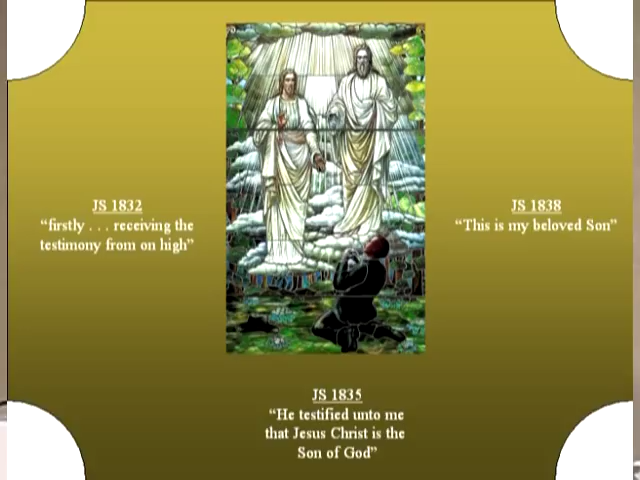 JS 1832
“firstly . . . receiving the
testimony from on high”
JS 1838
“This is my beloved Son”
JS 1835
“He testified unto me
that Jesus Christ is the
Son of God”